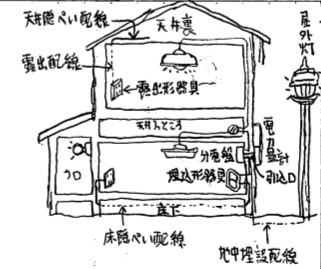 天井隠ぺい配線
天井裏
屋外灯
露出配線
露出形器具
天井ふところ
電力量計
分電盤
引込口
埋込形器具
床下
床隠ぺい配線
地中埋設配線